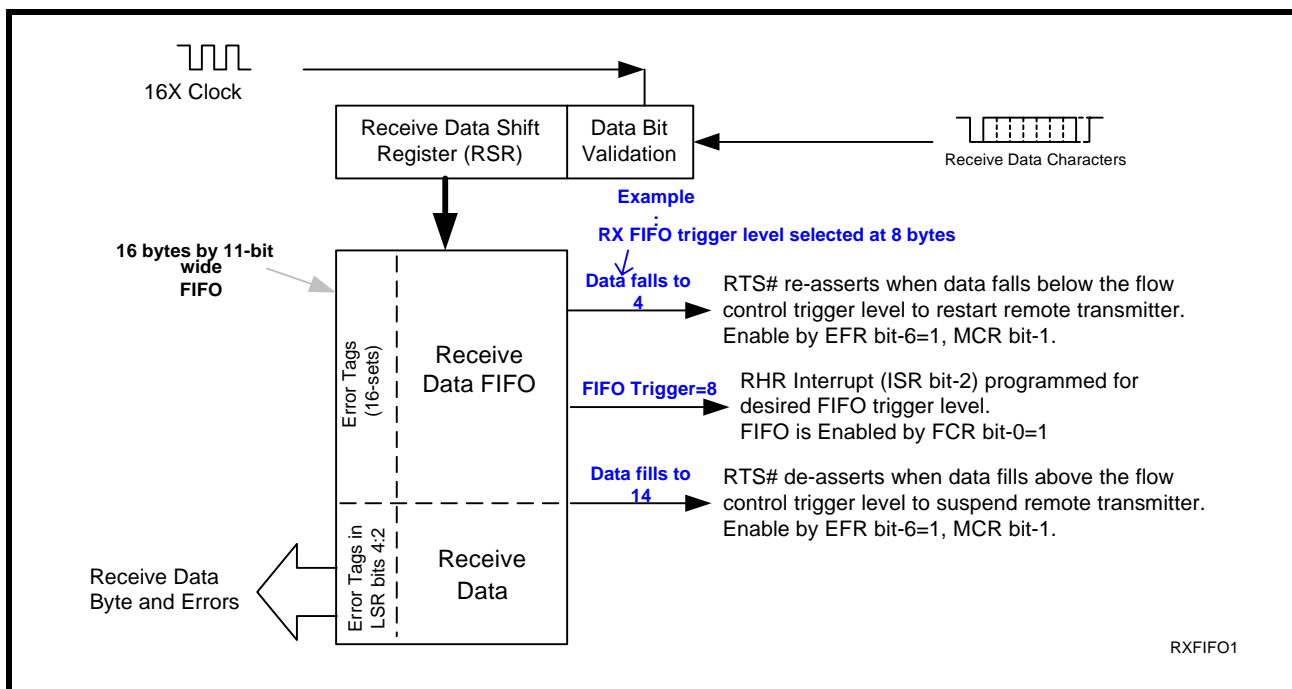 16X Clock
Receive Data Shift
Register (RSR)
Data Bit
Validation
Receive Data Characters
Example
:
RX FIFO trigger level selected at 8 bytes
16 bytes by 11-bit
wide
FIFO
Error Tags
(16-sets)
Receive
Data FIFO
Data falls to
4
RTS# re-asserts when data falls below the flow
control trigger level to restart remote transmitter.
Enable by EFR bit-6=1, MCR bit-1.
FIFO Trigger=8
RHR Interrupt (ISR bit-2) programmed for
desired FIFO trigger level.
FIFO is Enabled by FCR bit-0=1
Data fills to
14
RTS# de-asserts when data fills above the flow
control trigger level to suspend remote transmitter.
Enable by EFR bit-6=1, MCR bit-1.
Error Tags in
LSR bits 4:2
Receive
Data
Receive Data
Byte and Errors
RXFIFO1